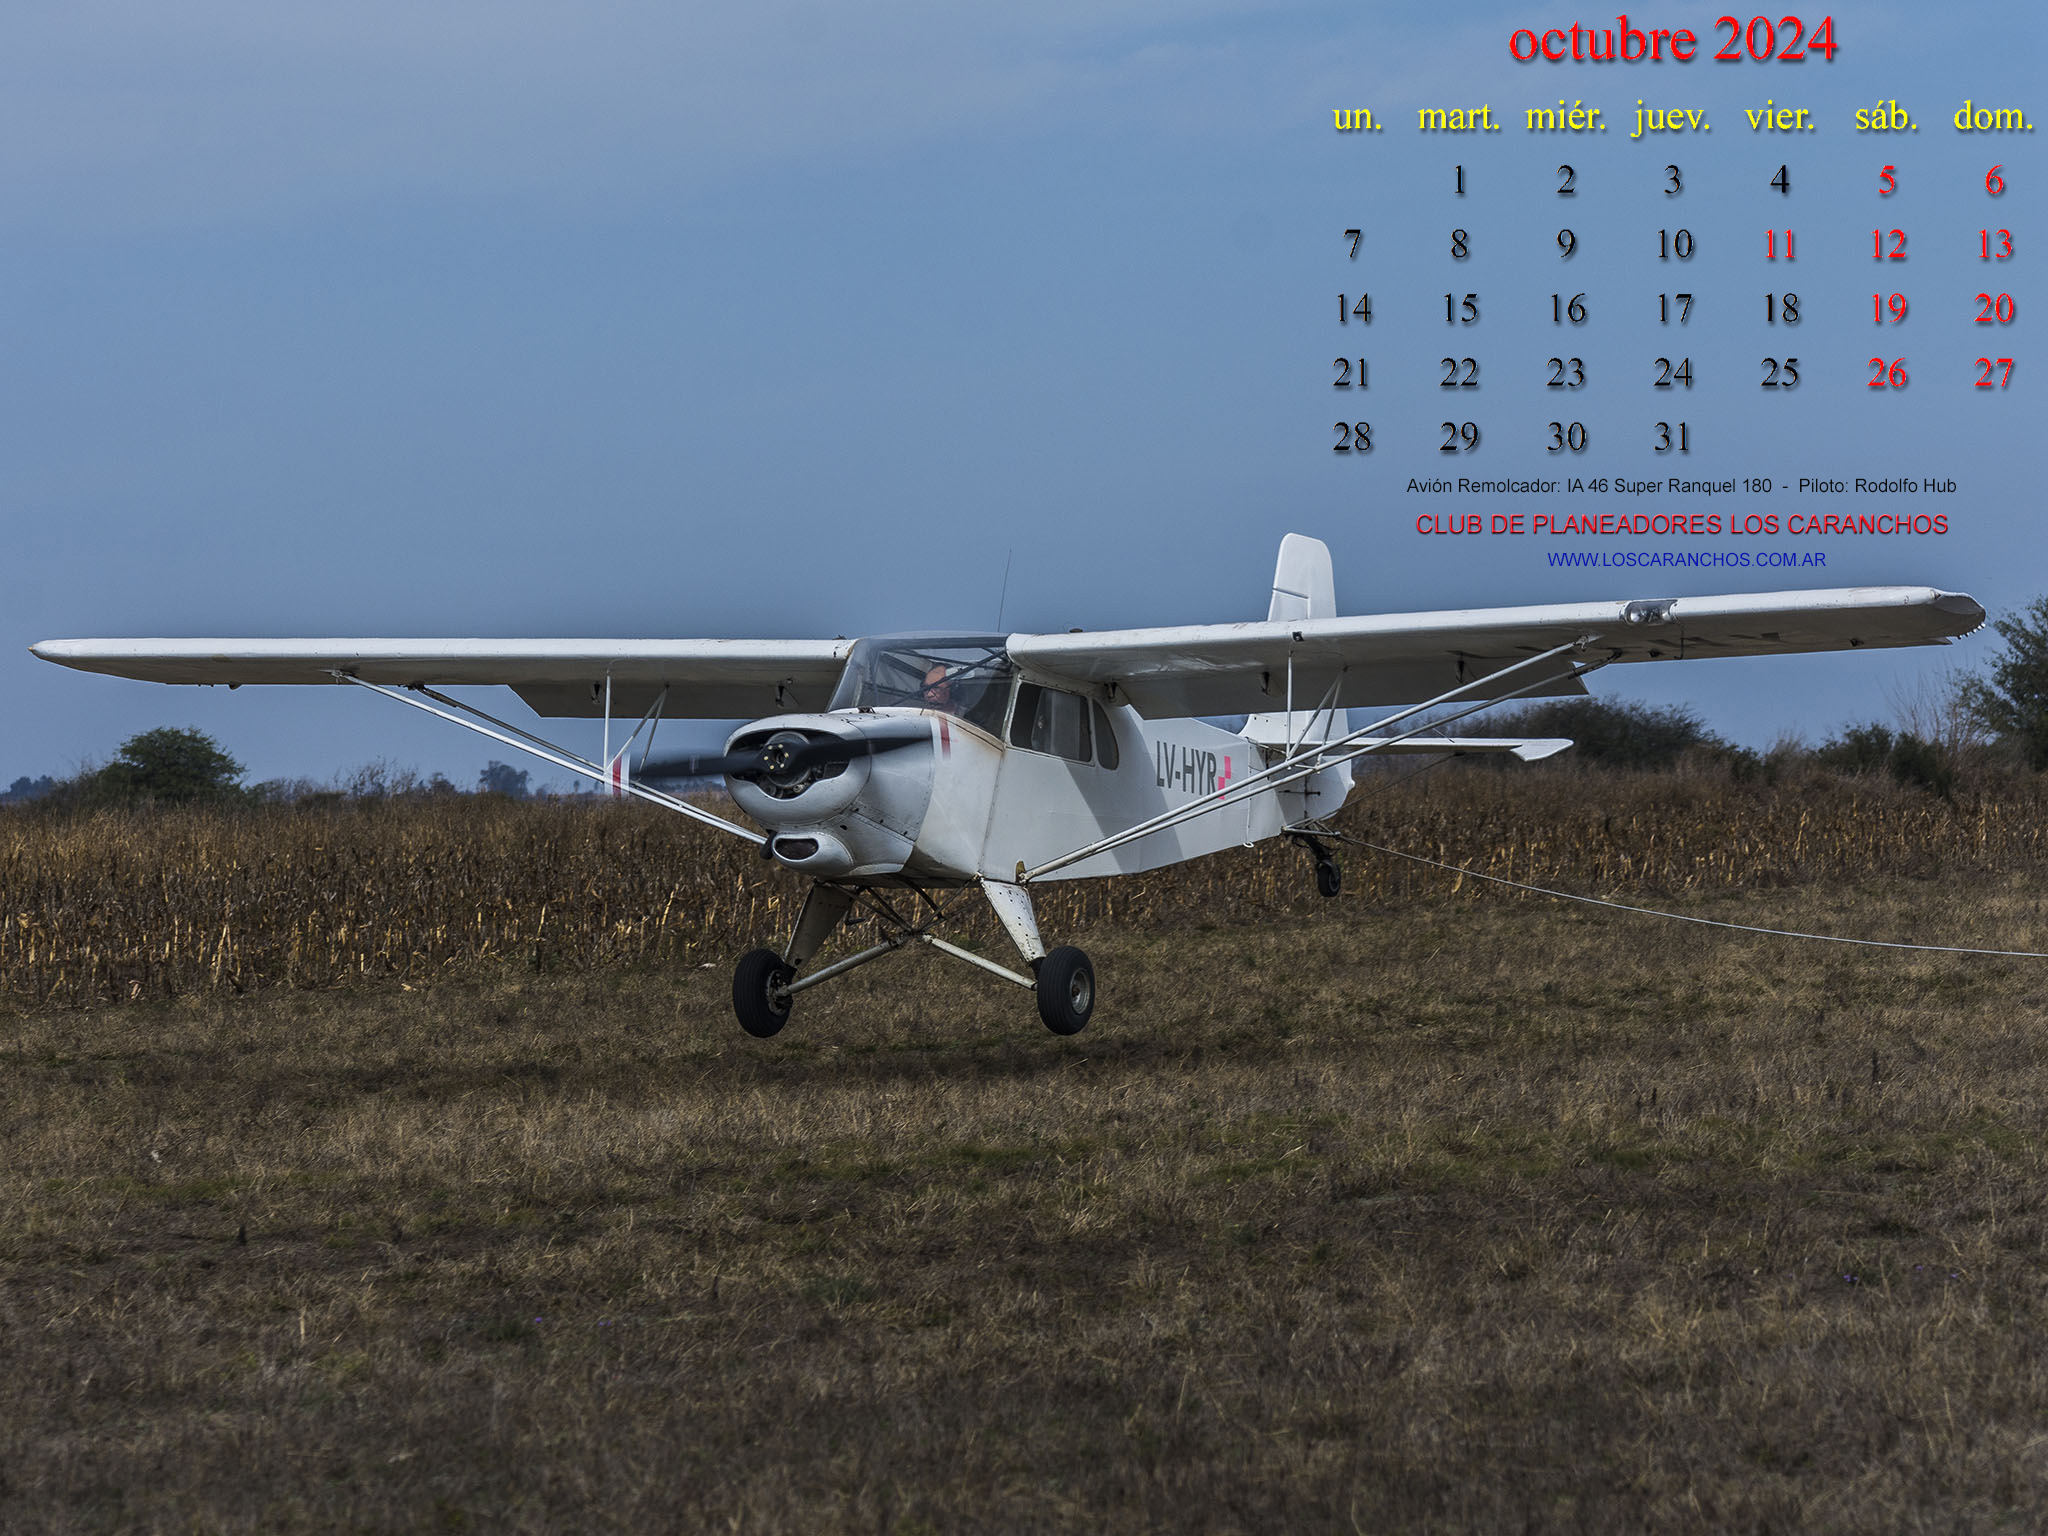 octubre 2024
un. mart. miér. juev. vier. sáb. dom.
1 2 3 4 5 6
7 8 9 10 11 12 13
14 15 16 17 18 19 20
21 22 23 24 25 26 27
28 29 30 31
Avión Remolcador: IA 46 Super Ranquel 180 - Piloto: Rodolfo Hub
CLUB DE PLANEADORES LOS CARANCHOS
WWW.LOSCARANCHOS.COM.AR
LV-HYR